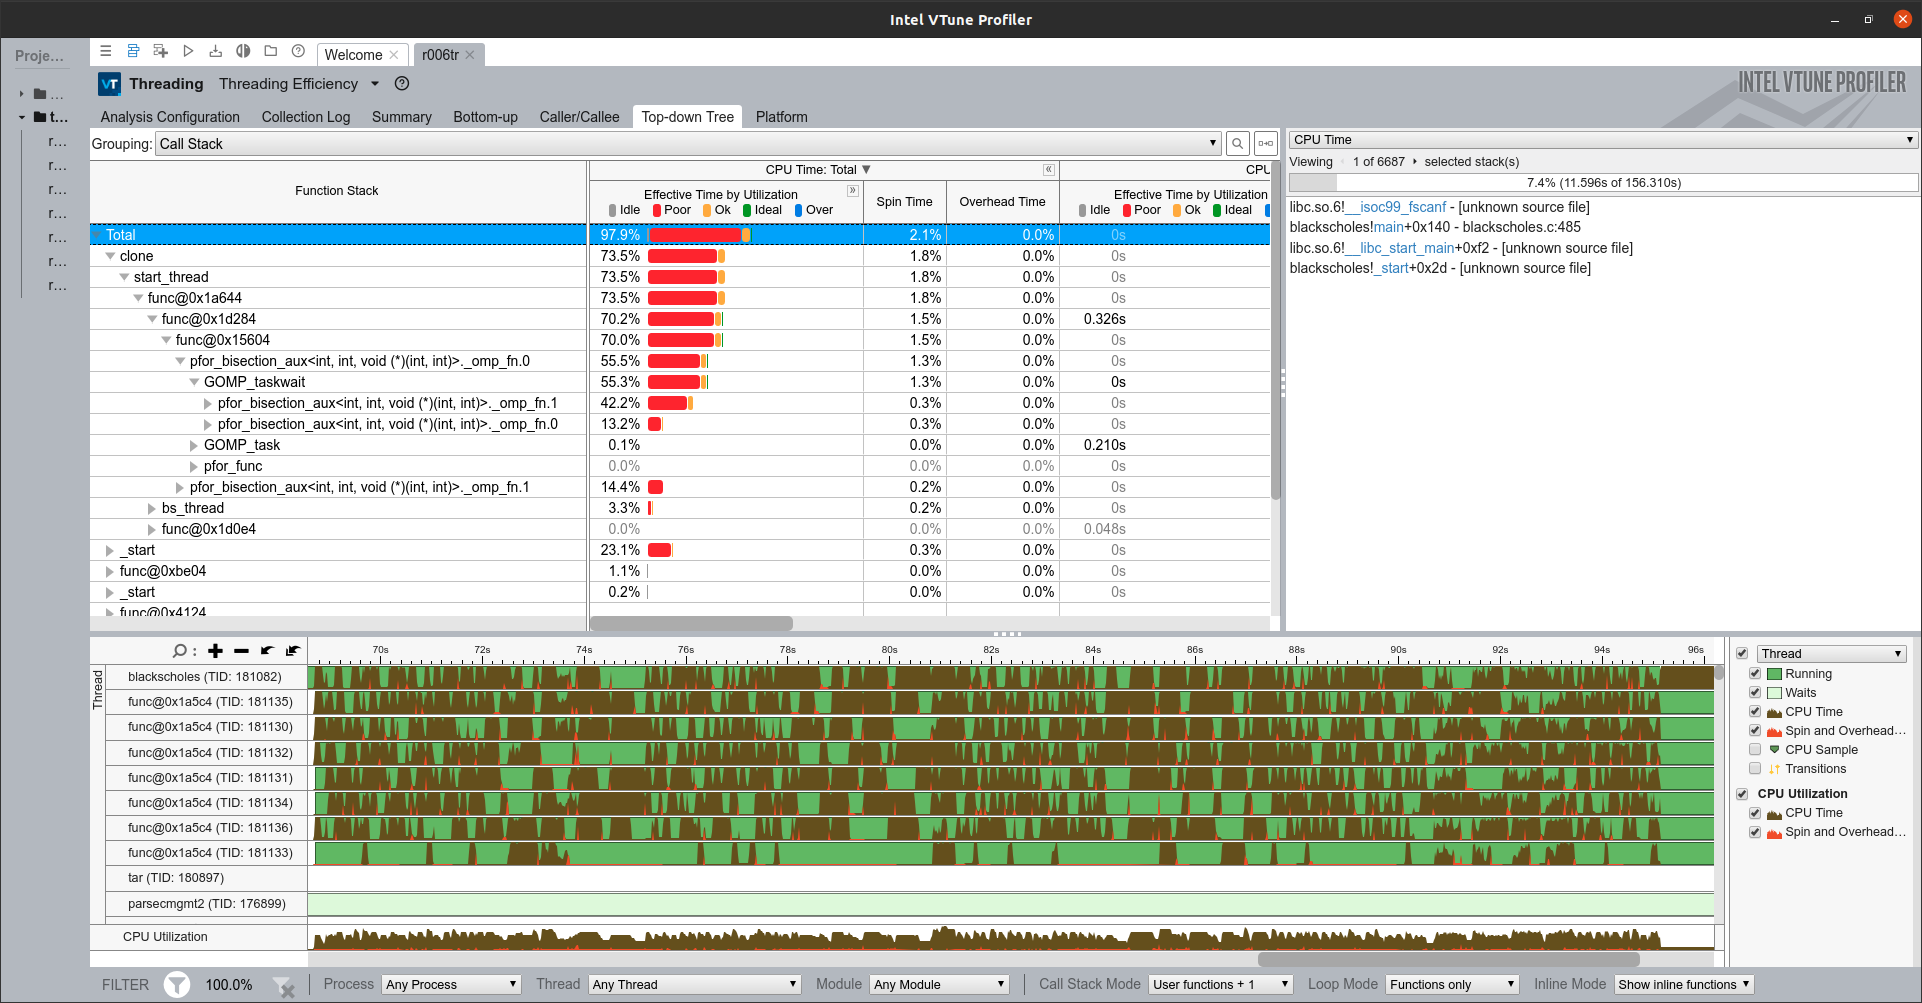 Intel VTune Profiler
Proje...
Welcome
r006tr
VT Threading Threading Efficiency
INTEL VTUNE PROFILER
Analysis Configuration Collection Log Summary Bottom-up Caller/Callee Top-down Tree Platform
Grouping: Call Stack
Function Stack
CPU Time: Total
CPU
Effective Time by Utilization
Idle Poor Ok Ideal Over
Spin Time
Overhead Time
Effective Time by Utilization
Idle Poor Ok Ideal
Total 97.9% 2.1% 0.0% 0s
clone 73.5% 1.8% 0.0% 0s
start_thread 73.5% 1.8% 0.0% 0s
func@0x1a644 73.5% 1.8% 0.0% 0s
func@0x1d284 70.2% 1.5% 0.0% 0.326s
func@0x15604 70.0% 1.5% 0.0% 0s
pfor_bisection_aux<int, int, void (*)(int, int)>._omp_fn.0 55.5% 1.3% 0.0% 0s
GOMP_taskwait 55.3% 1.3% 0.0% 0s
pfor_bisection_aux<int, int, void (*)(int, int)>._omp_fn.1 42.2% 0.3% 0.0% 0s
pfor_bisection_aux<int, int, void (*)(int, int)>._omp_fn.0 13.2% 0.3% 0.0% 0s
GOMP_task 0.1% 0.0% 0.0% 0.210s
pfor_func 0.0% 0.0% 0.0% 0s
pfor_bisection_aux<int, int, void (*)(int, int)>._omp_fn.1 14.4% 0.2% 0.0% 0s
bs_thread 3.3% 0.2% 0.0% 0s
func@0x1d0e4 0.0% 0.0% 0.0% 0.048s
_start 23.1% 0.3% 0.0% 0s
func@0xbe04 1.1% 0.0% 0.0% 0s
_start 0.2% 0.0% 0.0% 0s
func@0x4124
...
t...
r...
r...
r...
r...
r...
r...
r...
CPU Time
Viewing 1 of 6687 selected stack(s)
7.4% (11.596s of 156.310s)
libc.so.6!__isoc99_fscanf - [unknown source file]
blackscholes!main+0x140 - blackscholes.c:485
libc.so.6!__libc_start_main+0xf2 - [unknown source file]
blackscholes!_start+0x2d - [unknown source file]
70s 72s 74s 76s 78s 80s 82s 84s 86s 88s 90s 92s 94s 96s
Thread
blackscholes (TID: 181082)
func@0x1a5c4 (TID: 181135)
func@0x1a5c4 (TID: 181130)
func@0x1a5c4 (TID: 181132)
func@0x1a5c4 (TID: 181131)
func@0x1a5c4 (TID: 181134)
func@0x1a5c4 (TID: 181136)
func@0x1a5c4 (TID: 181133)
tar (TID: 180897)
parsecmgmt2 (TID: 176899)
CPU Utilization
Thread
Running
Waits
CPU Time
Spin and Overhead...
CPU Sample
Transitions
CPU Utilization
CPU Time
Spin and Overhead...
FILTER 100.0% Process Any Process Thread Any Thread Module Any Module Call Stack Mode User functions + 1 Loop Mode Functions only Inline Mode Show inline functions